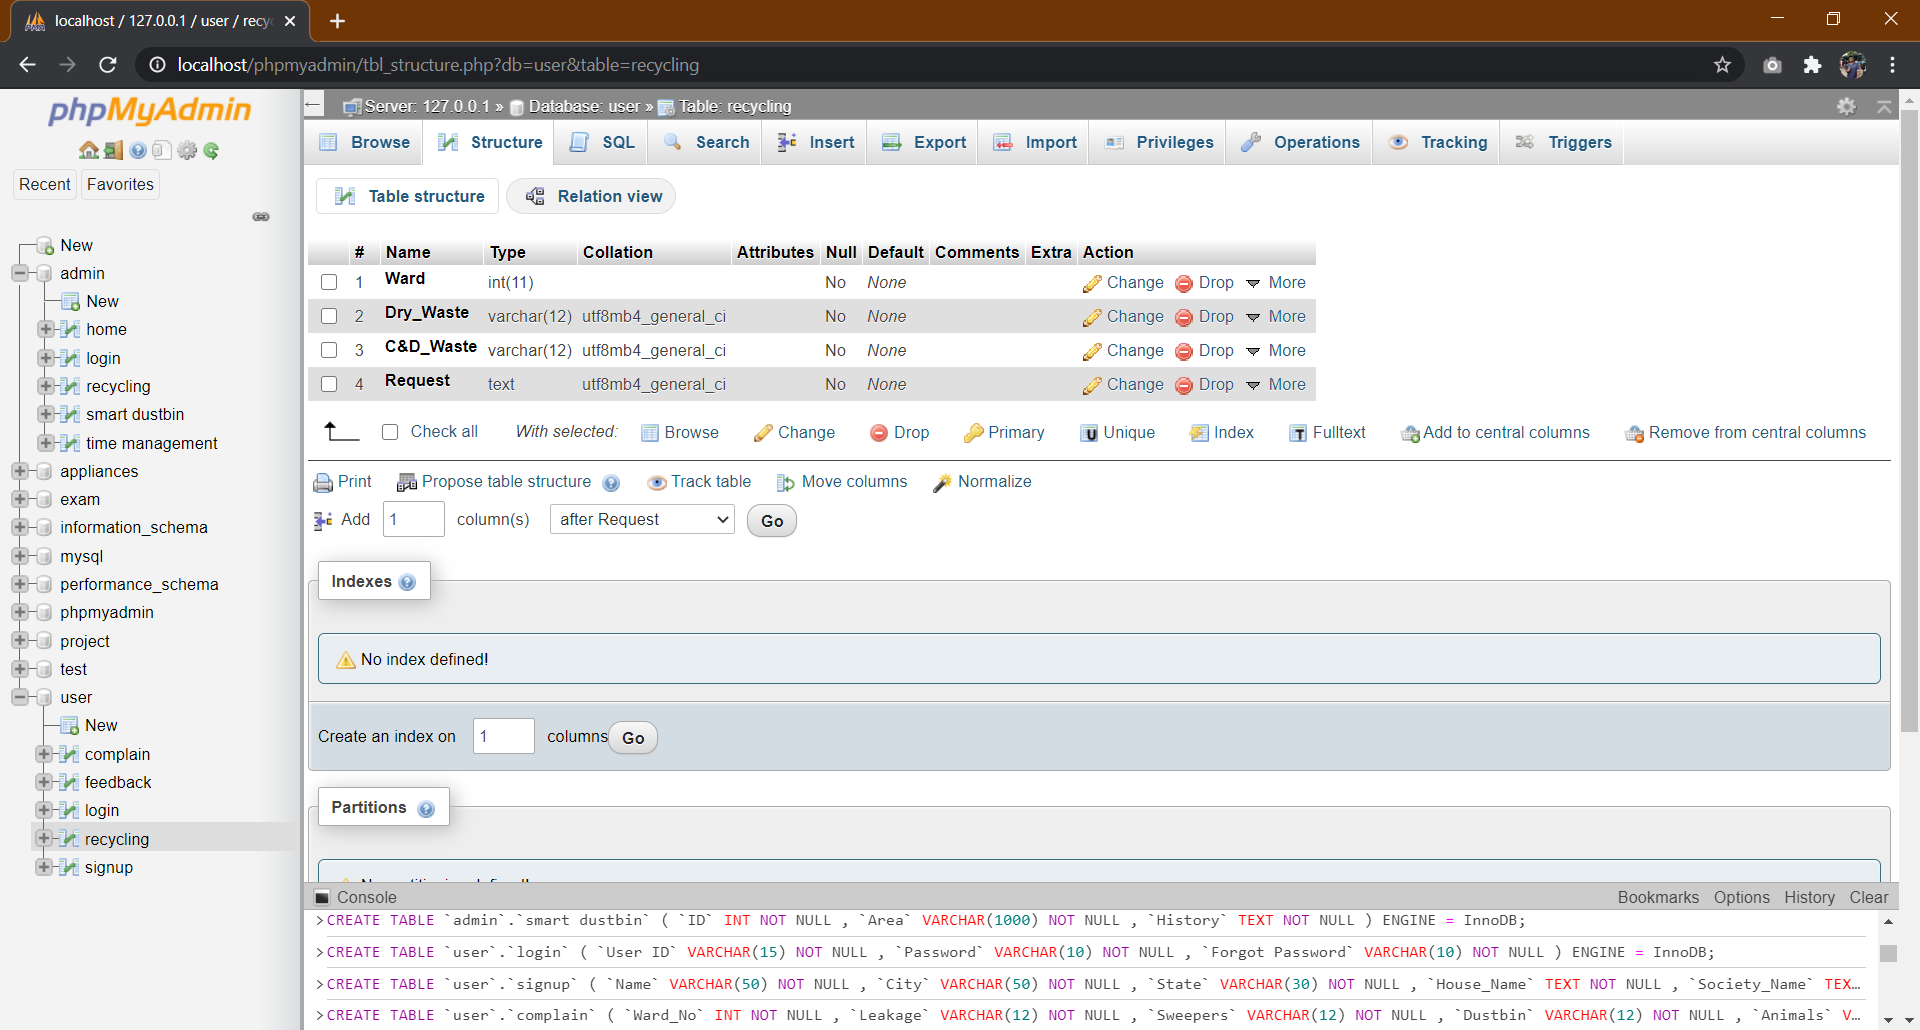 localhost / 127.0.0.1 / user / recy
localhost/phpmyadmin/tbl_structure.php?db=user&table=recycling
phpMyAdmin
Recent Favorites
New
admin
New
home
login
recycling
smart dustbin
time management
appliances
exam
information_schema
mysql
performance_schema
phpmyadmin
project
test
user
New
complain
feedback
login
recycling
signup
Server: 127.0.0.1 » Database: user » Table: recycling
Browse Structure SQL Search Insert Export Import Privileges Operations Tracking Triggers
Table structure Relation view
# Name Type Collation Attributes Null Default Comments Extra Action
1 Ward int(11) No None Change Drop More
2 Dry_Waste varchar(12) utf8mb4_general_ci No None Change Drop More
3 C&D_Waste varchar(12) utf8mb4_general_ci No None Change Drop More
4 Request text utf8mb4_general_ci No None Change Drop More
Check all With selected: Browse Change Drop Primary Unique Index Fulltext Add to central columns Remove from central columns
Print Propose table structure Track table Move columns Normalize
Add 1 column(s) after Request Go
Indexes
No index defined!
Create an index on 1 columns Go
Partitions
Console Bookmarks Options History Clear
>CREATE TABLE `admin`.`smart dustbin` ( `ID` INT NOT NULL , `Area` VARCHAR(1000) NOT NULL , `History` TEXT NOT NULL ) ENGINE = InnoDB;
>CREATE TABLE `user`.`login` ( `User ID` VARCHAR(15) NOT NULL , `Password` VARCHAR(10) NOT NULL , `Forgot Password` VARCHAR(10) NOT NULL ) ENGINE = InnoDB;
>CREATE TABLE `user`.`signup` ( `Name` VARCHAR(50) NOT NULL , `City` VARCHAR(50) NOT NULL , `State` VARCHAR(30) NOT NULL , `House_Name` TEXT NOT NULL , `Society_Name` TEX…
>CREATE TABLE `user`.`complain` ( `Ward_No` INT NOT NULL , `Leakage` VARCHAR(12) NOT NULL , `Sweepers` VARCHAR(12) NOT NULL , `Dustbin` VARCHAR(12) NOT NULL , `Animals` V…